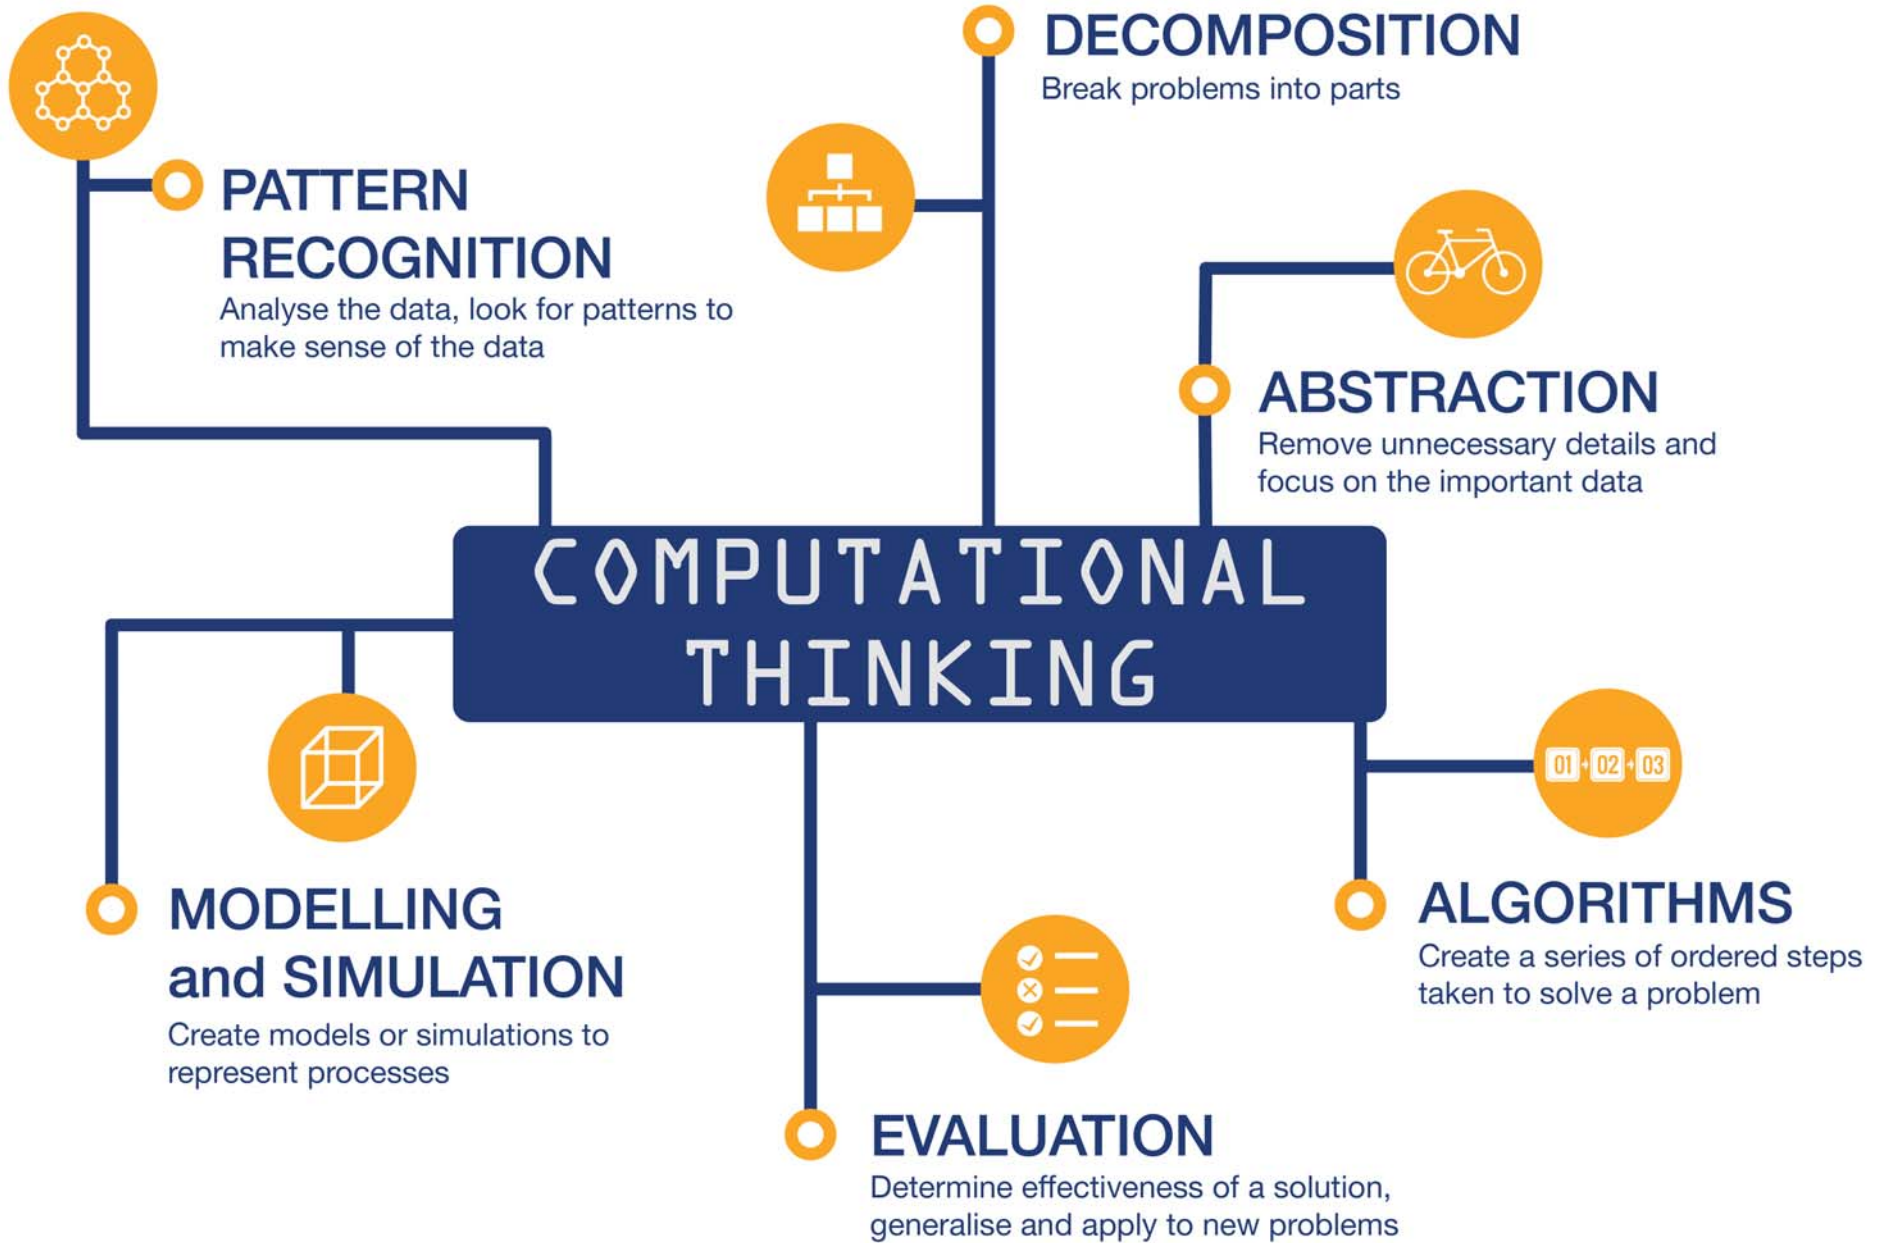 DECOMPOSITION
Break problems into parts
PATTERN
RECOGNITION
Analyse the data, look for patterns to
make sense of the data
ABSTRACTION
Remove unnecessary details and
focus on the important data
COMPUTATIONAL
THINKING
01 02 03
MODELLING
and SIMULATION
Create models or simulations to
represent processes
ALGORITHMS
Create a series of ordered steps
taken to solve a problem
EVALUATION
Determine effectiveness of a solution,
generalise and apply to new problems